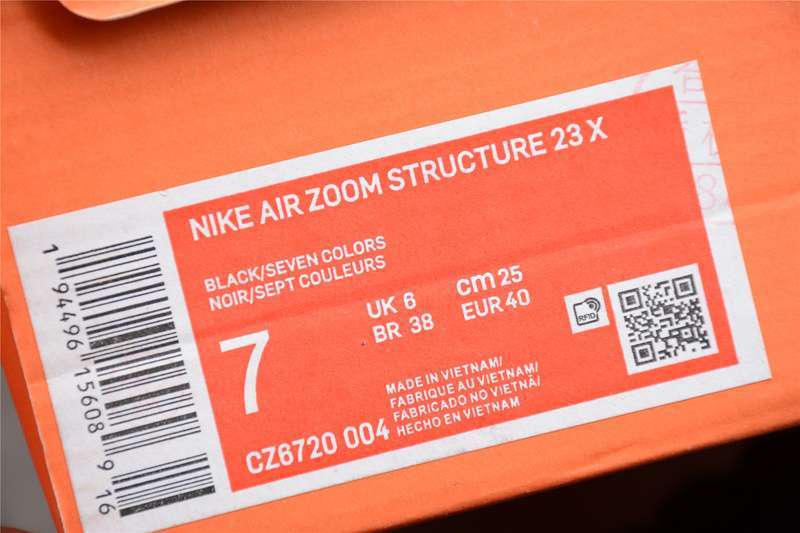 NIKE AIR ZOOM STRUCTURE 23 X
BLACK/SEVEN COLORS
NOIR/SEPT COULEURS
7
UK 6
BR 38
cm 25
EUR 40
RFID
MADE IN VIETNAM/
FABRIQUE AU VIETNAM/
FABRICADO NO VIETNÃ/
HECHO EN VIETNAM
CZ6720 004
1 94496 15608 9 16